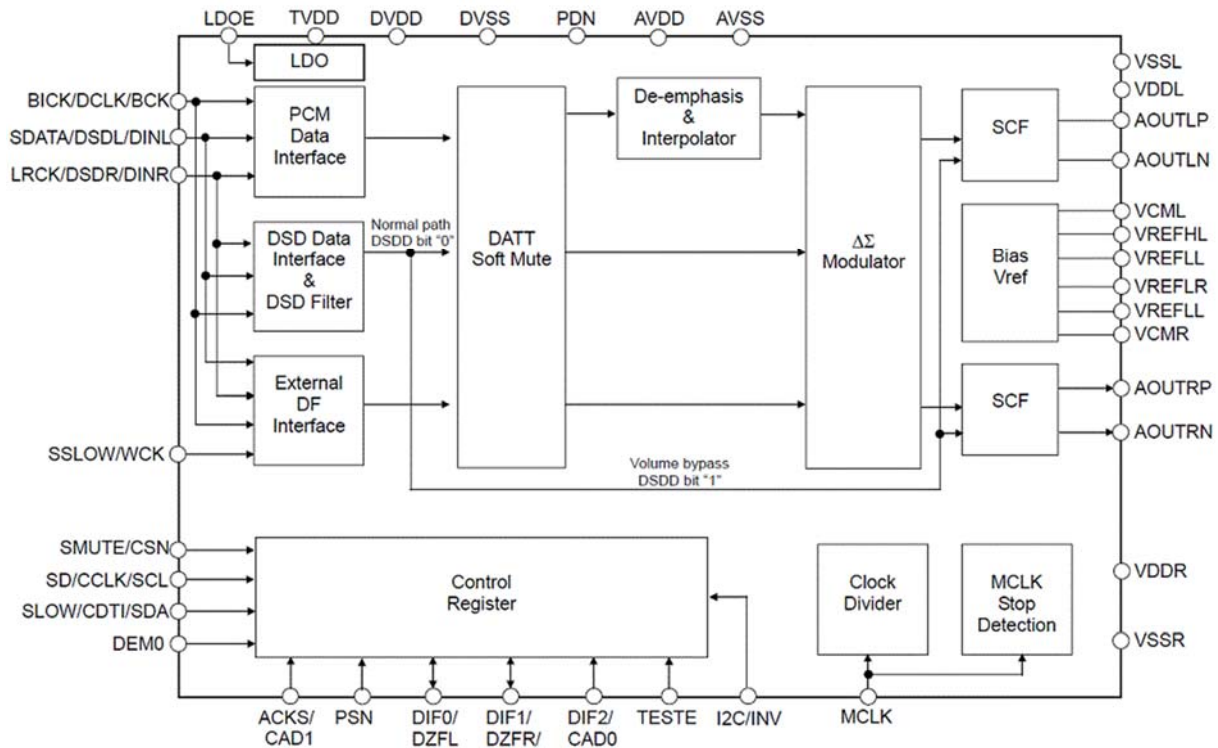 LDOE
TVDD
DVDD
DVSS
PDN
AVDD
AVSS
LDO
BICK/DCLK/BCK
SDATA/DSDL/DINL
LRCK/DSDR/DINR
PCM
Data
Interface
De-emphasis
&
Interpolator
SCF
VSSL
VDDL
AOUTLP
AOUTLN
DSD Data
Interface
&
DSD Filter
Normal path
DSDD bit "0"
DATT
Soft Mute
ΔΣ
Modulator
Bias
Vref
VCML
VREFHL
VREFLL
VREFLR
VREFLL
VCMR
External
DF
Interface
SSLOW/WCK
Volume bypass
DSDD bit "1"
SCF
AOUTRP
AOUTRN
SMUTE/CSN
SD/CCLK/SCL
SLOW/CDTI/SDA
DEM0
Control
Register
Clock
Divider
MCLK
Stop
Detection
VDDR
VSSR
ACKS/
CAD1
PSN
DIF0/
DZFL
DIF1/
DZFR/
DIF2/
CAD0
TESTE
I2C/INV
MCLK